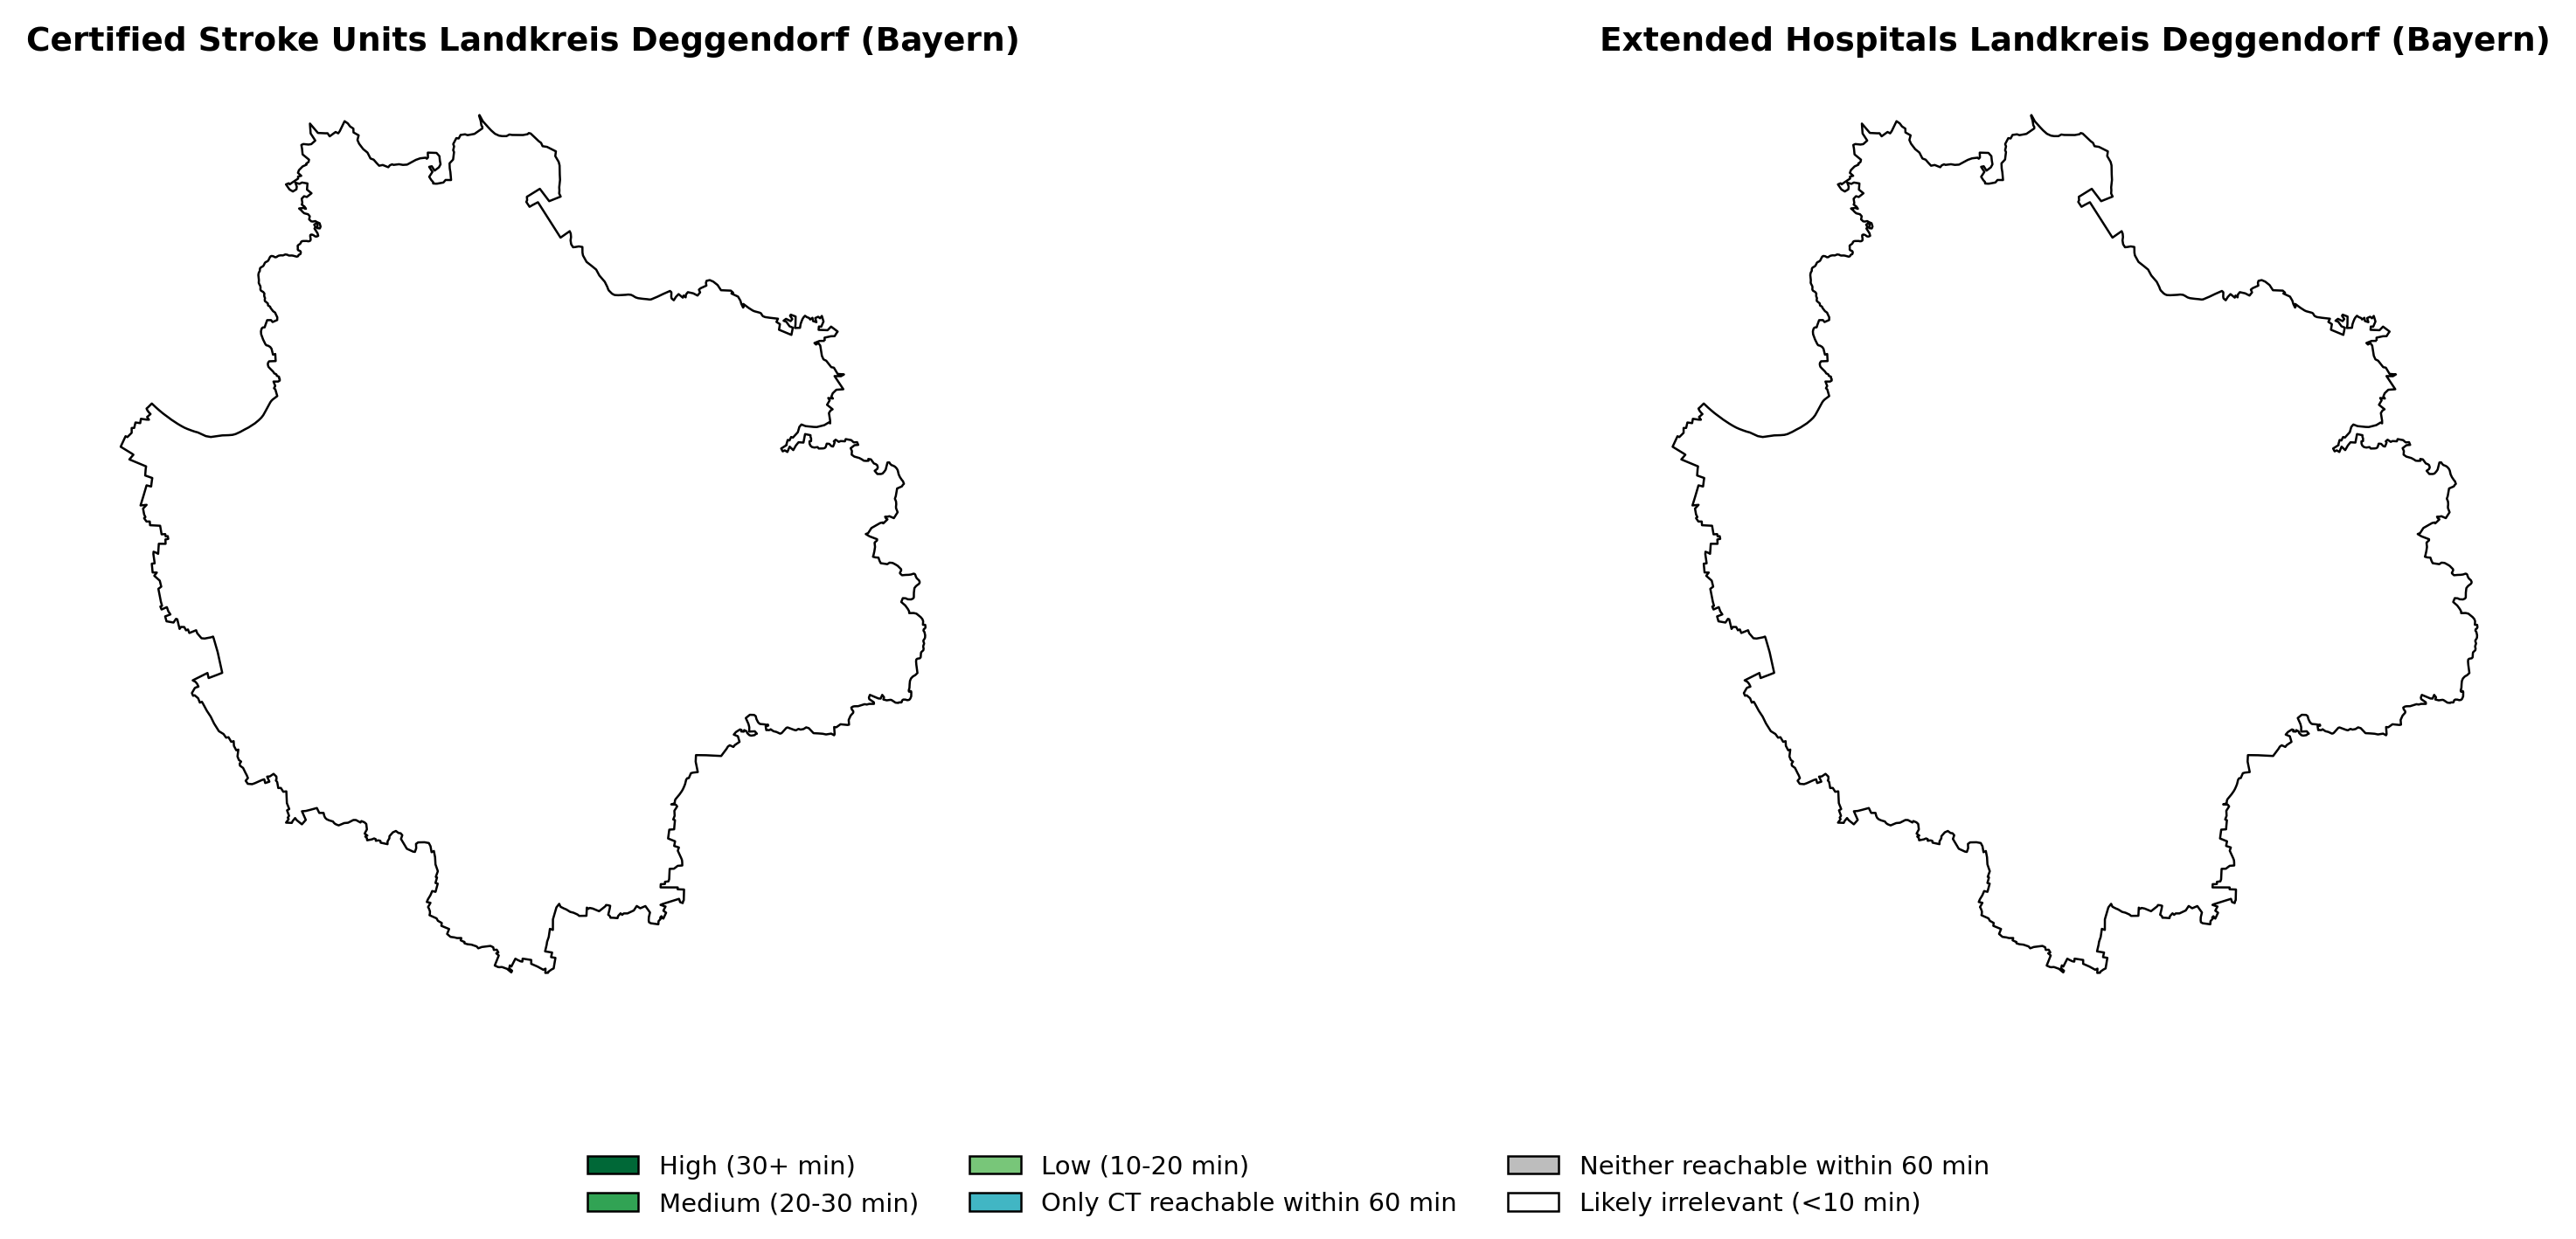 Certified Stroke Units Landkreis Deggendorf (Bayern)
Extended Hospitals Landkreis Deggendorf (Bayern)
High (30+ min)
Medium (20-30 min)
Low (10-20 min)
Only CT reachable within 60 min
Neither reachable within 60 min
Likely irrelevant (<10 min)